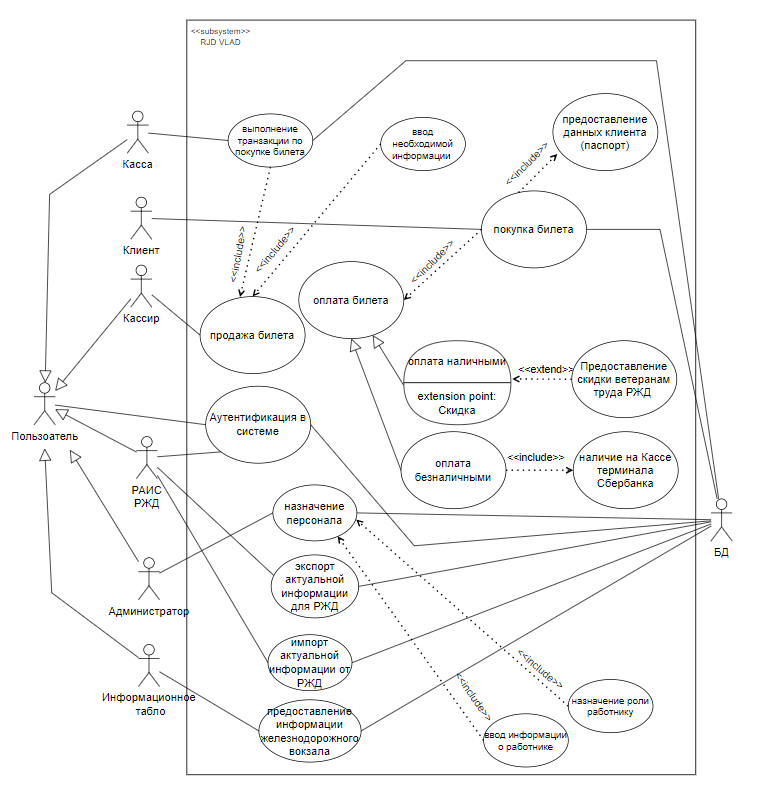 <<subsystem>>
RJD VLAD
Касса
выполнение
транзакции по
покупке билета
ввод
необходимой
информации
предоставление
данных клиента
(паспорт)
<<include>>
Клиент
покупка билета
<<include>>
<<include>>
<<include>>
Кассир
продажа билета
оплата билета
оплата наличными
extension point:
Скидка
<<extend>>
Предоставление
скидки ветеранам
труда РЖД
Пользоатель
Аутентификация в
системе
оплата
безналичными
<<include>>
наличие на Кассе
терминала
Сбербанка
РАИС
РЖД
назначение
персонала
БД
Администратор
экспорт
актуальной
информации
для РЖД
импорт
актуальной
информации от
РЖД
<<include>>
<<include>>
Информационное
табло
предоставление
информации
железнодорожного
вокзала
назначение роли
работнику
ввод информации
о работнике